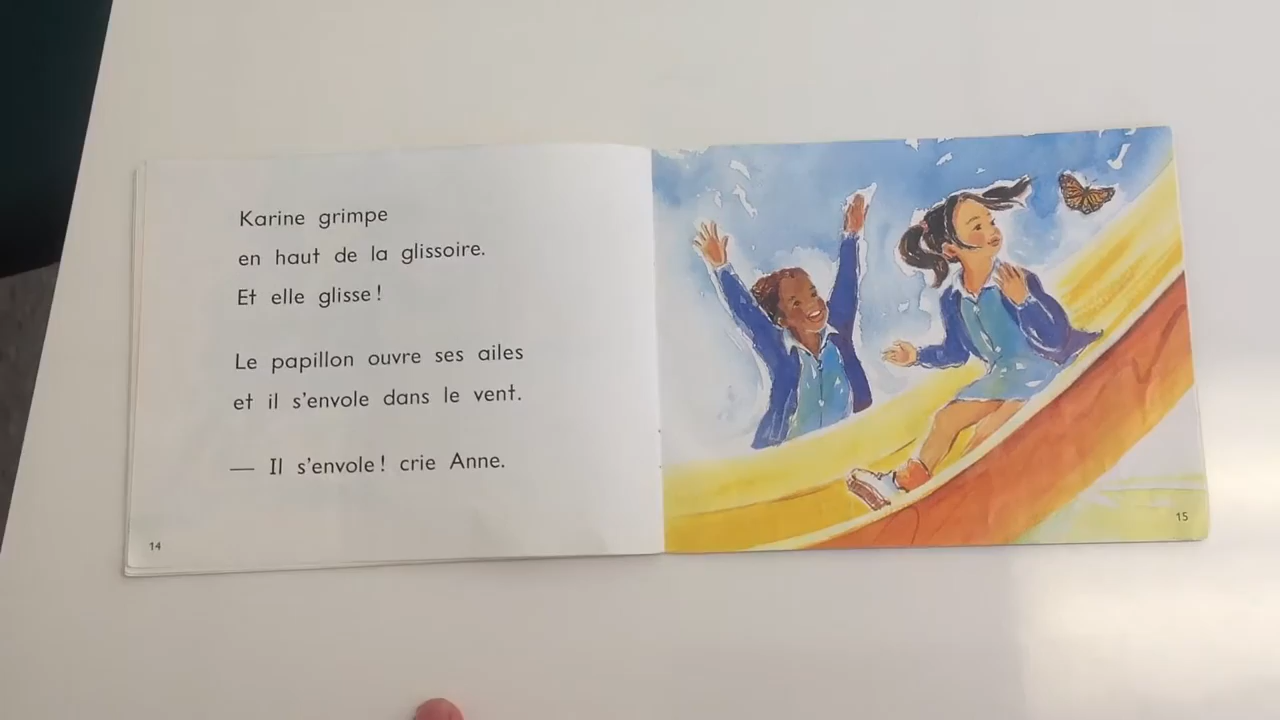 Karine grimpe
en haut de la glissoire.
Et elle glisse !
Le papillon ouvre ses ailes
et il s'envole dans le vent.
— Il s'envole ! crie Anne.
14
15